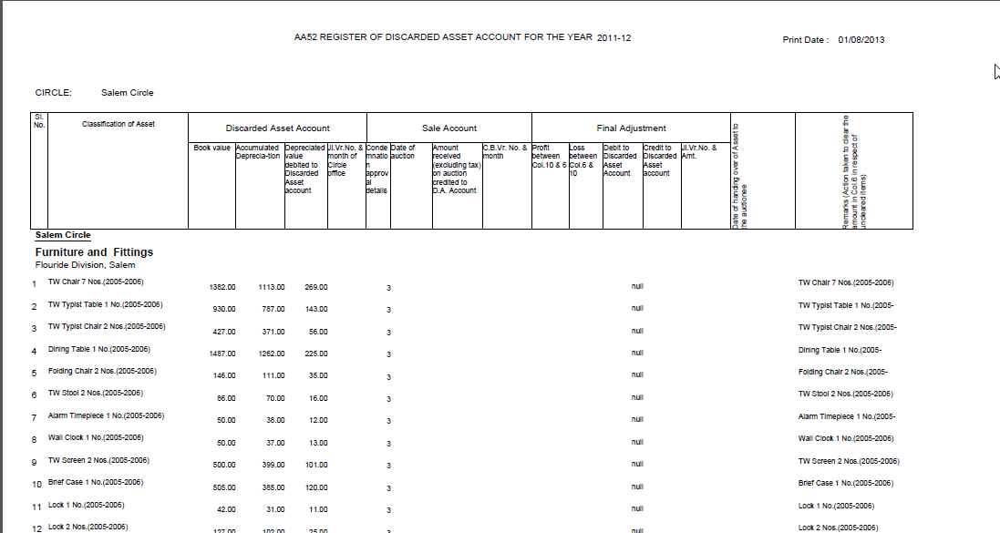 AA52 REGISTER OF DISCARDED ASSET ACCOUNT FOR THE YEAR 2011-12
Print Date : 01/08/2013
CIRCLE: Salem Circle
Sl. No.
Classification of Asset
Discarded Asset Account
Sale Account
Final Adjustment
Date of handing over of Asset to
the auctionee
Remarks (Action taken to clear the
amount in Col.6 in respect of
uncleared items)
Book value
Accumulated
Deprecia-tion
Depreciated
value
debited to
Discarded
Asset
account
Jl.Vr.No. &
month of
Circle
office
Conde
mnatio
n
approv
al
details
Date of
auction
Amount
received
(excluding tax)
on auction
credited to
D.A. Account
C.B.Vr. No. &
month
Profit
between
Col.10 & 6
Loss
between
Col.6 &
10
Debit to
Discarded
Asset
Account
Credit to
Discarded
Asset
account
Jl.Vr.No. &
Amt.
Salem Circle
Furniture and Fittings
Flouride Division, Salem
1 TW Chair 7 Nos.(2005-2006) 1382.00 1113.00 269.00 3 null TW Chair 7 Nos.(2005-2006)
2 TW Typist Table 1 No.(2005-2006) 930.00 787.00 143.00 3 null TW Typist Table 1 No.(2005-
3 TW Typist Chair 2 Nos.(2005-2006) 427.00 371.00 56.00 3 null TW Typist Chair 2 Nos.(2005-
4 Dining Table 1 No.(2005-2006) 1487.00 1262.00 225.00 3 null Dining Table 1 No.(2005-
5 Folding Chair 2 Nos.(2005-2006) 146.00 111.00 35.00 3 null Folding Chair 2 Nos.(2005-
6 TW Stool 2 Nos.(2005-2006) 86.00 70.00 16.00 3 null TW Stool 2 Nos.(2005-2006)
7 Alarm Timepiece 1 No.(2005-2006) 50.00 38.00 12.00 3 null Alarm Timepiece 1 No.(2005-
8 Wall Clock 1 No.(2005-2006) 50.00 37.00 13.00 3 null Wall Clock 1 No.(2005-2006)
9 TW Screen 2 Nos.(2005-2006) 500.00 399.00 101.00 3 null TW Screen 2 Nos.(2005-2006)
10 Brief Case 1 No.(2005-2006) 505.00 385.00 120.00 3 null Brief Case 1 No.(2005-2006)
11 Lock 1 No.(2005-2006) 42.00 31.00 11.00 3 null Lock 1 No.(2005-2006)
12 Lock 2 Nos.(2005-2006) 127.00 102.00 25.00 3 null Lock 2 Nos.(2005-2006)